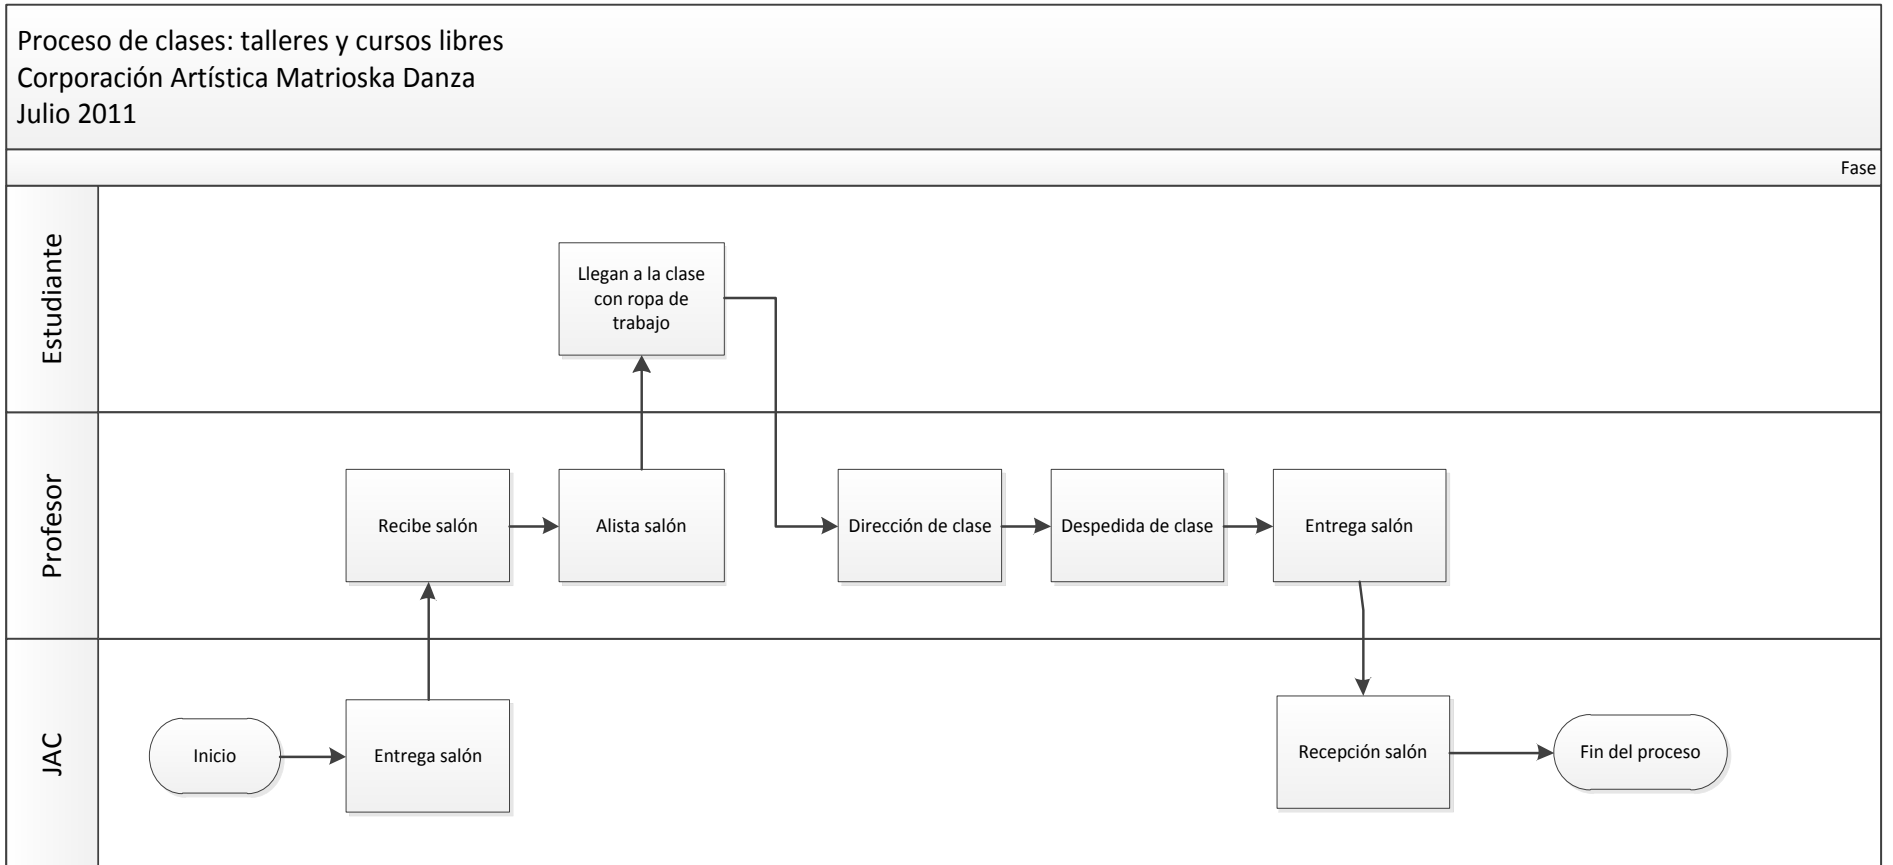 Proceso de clases: talleres y cursos libres
Corporación Artística Matrioska Danza
Julio 2011
Fase
Estudiante
Llegan a la clase
con ropa de
trabajo
Profesor
Recibe salón
Alista salón
Dirección de clase
Despedida de clase
Entrega salón
JAC
Inicio
Entrega salón
Recepción salón
Fin del proceso